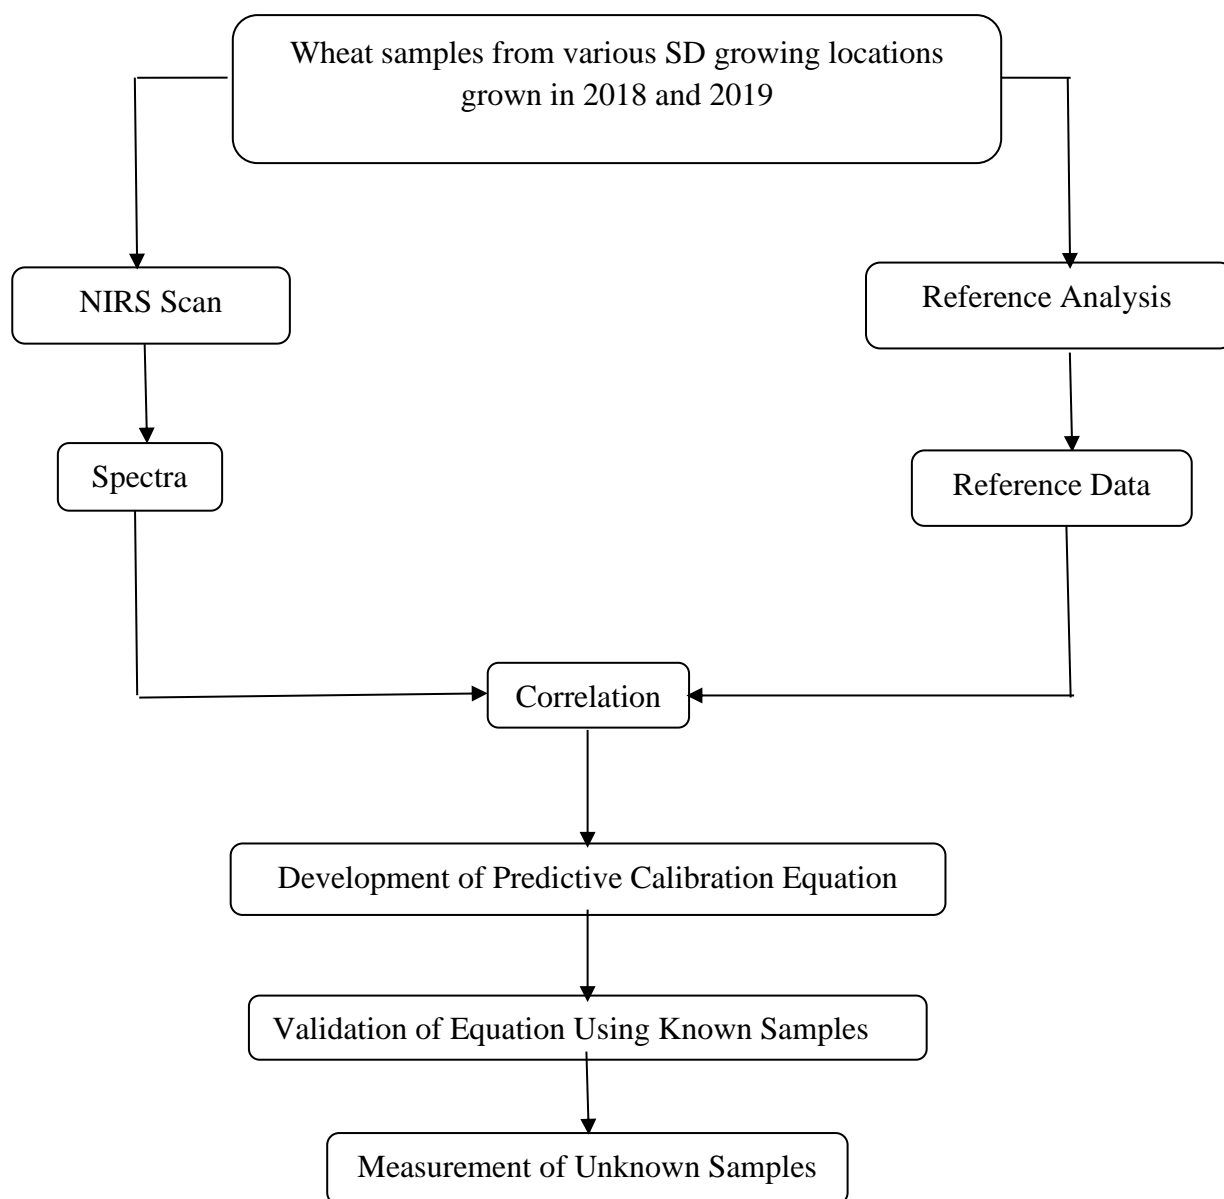 Wheat samples from various SD growing locations
grown in 2018 and 2019
NIRS Scan
Reference Analysis
Spectra
Reference Data
Correlation
Development of Predictive Calibration Equation
Validation of Equation Using Known Samples
Measurement of Unknown Samples